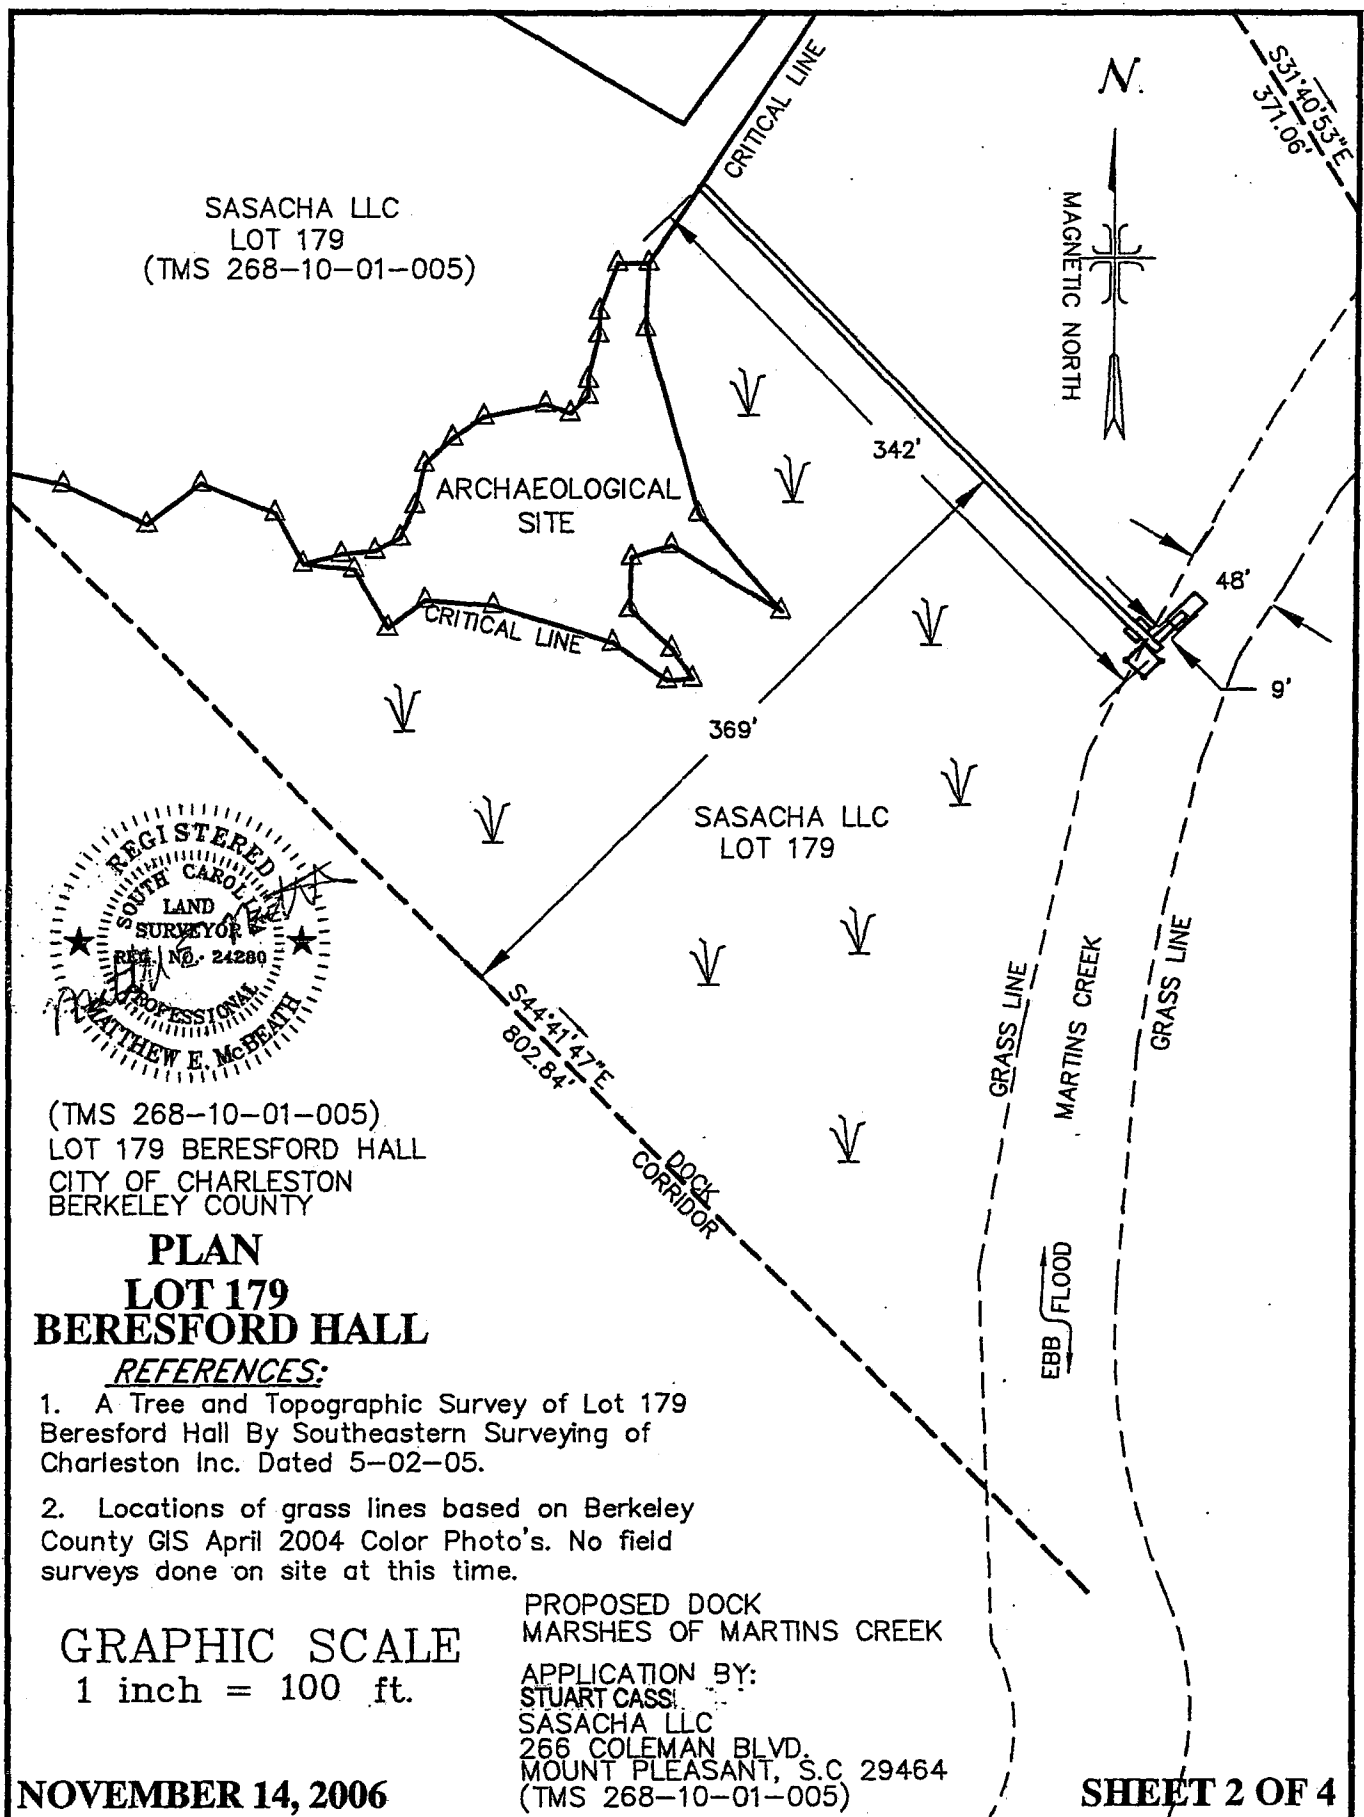 S31°40'53"E
371.06'
N.
CRITICAL LINE
MAGNETIC NORTH
SASACHA LLC
LOT 179
(TMS 268-10-01-005)
342'
ARCHAEOLOGICAL
SITE
48'
CRITICAL LINE
9'
369'
SASACHA LLC
LOT 179
REGISTERED
SOUTH CAROLINA
LAND
SURVEYOR
REG. NO. 24280
PROFESSIONAL
MATTHEW E. McBEATH
GRASS LINE
MARTINS CREEK
GRASS LINE
S44°41'47"E
802.84'
DOCK
CORRIDOR
EBB
FLOOD
(TMS 268-10-01-005)
LOT 179 BERESFORD HALL
CITY OF CHARLESTON
BERKELEY COUNTY
PLAN
LOT 179
BERESFORD HALL
REFERENCES:
1. A Tree and Topographic Survey of Lot 179
Beresford Hall By Southeastern Surveying of
Charleston Inc. Dated 5-02-05.
2. Locations of grass lines based on Berkeley
County GIS April 2004 Color Photo's. No field
surveys done on site at this time.
GRAPHIC SCALE
1 inch = 100 ft.
PROPOSED DOCK
MARSHES OF MARTINS CREEK
APPLICATION BY:
STUART CASS
SASACHA LLC
266 COLEMAN BLVD.
MOUNT PLEASANT, S.C 29464
(TMS 268-10-01-005)
NOVEMBER 14, 2006
SHEET 2 OF 4